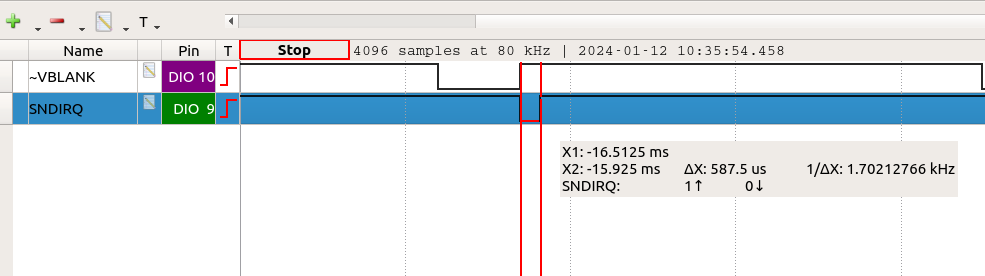 T
Stop 4096 samples at 80 kHz | 2024-01-12 10:35:54.458
Name Pin T
~VBLANK DIO 10
SNDIRQ DIO 9
X1: -16.5125 ms
X2: -15.925 ms ΔX: 587.5 us 1/ΔX: 1.70212766 kHz
SNDIRQ: 1↑ 0↓